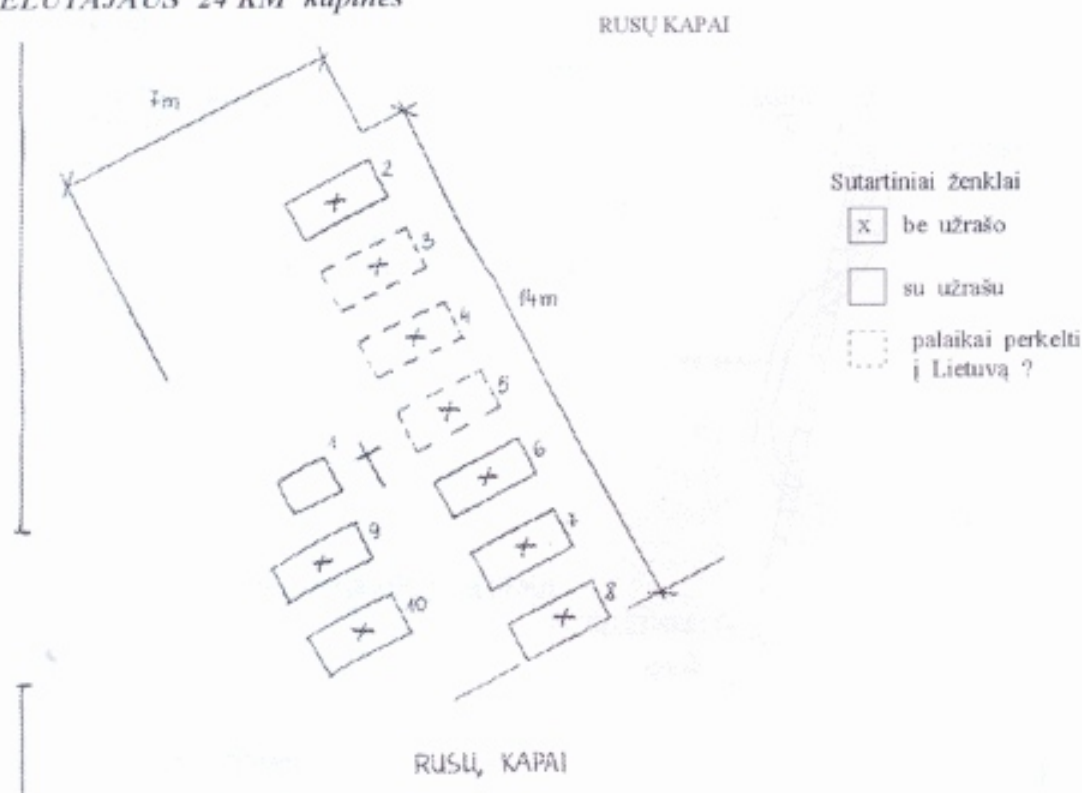 ELUTAJAUS 24 KM kapinės
RUSŲ KAPAI
7m
2
Sutartiniai ženklai
x be užrašo
3
su užrašu
14m
4
palaikai perkelti
į Lietuvą ?
5
1
6
9
7
10
8
RUSŲ KAPAI